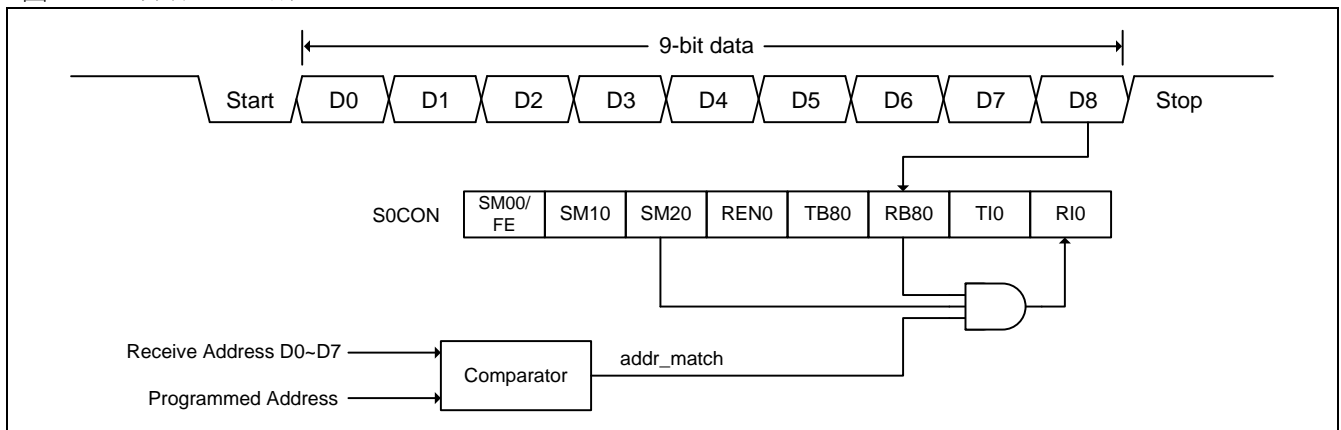 图
9-bit data
Start D0 D1 D2 D3 D4 D5 D6 D7 D8 Stop
S0CON SM00/FE SM10 SM20 REN0 TB80 RB80 TI0 RI0
Receive Address D0~D7
addr_match
Comparator
Programmed Address